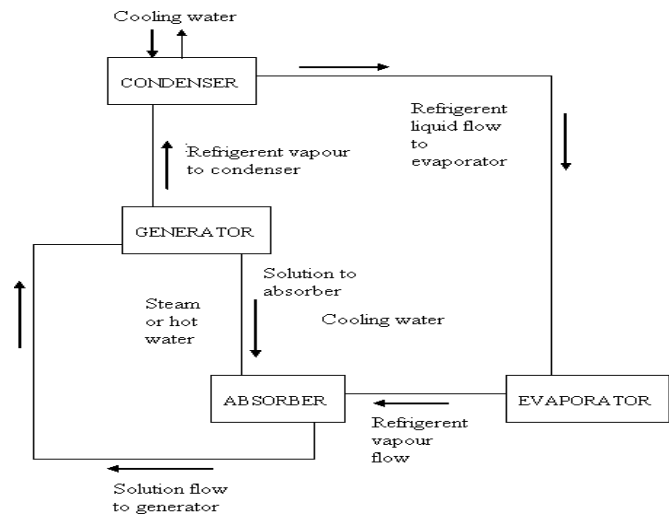 Cooling water
CONDENSER
Refrigerent
liquid flow
to
evaporator
Refrigerent vapour
to condenser
GENERATOR
Solution to
absorber
Steam
or hot
water
Cooling water
ABSORBER
EVAPORATOR
Refrigerent
vapour
flow
Solution flow
to generator